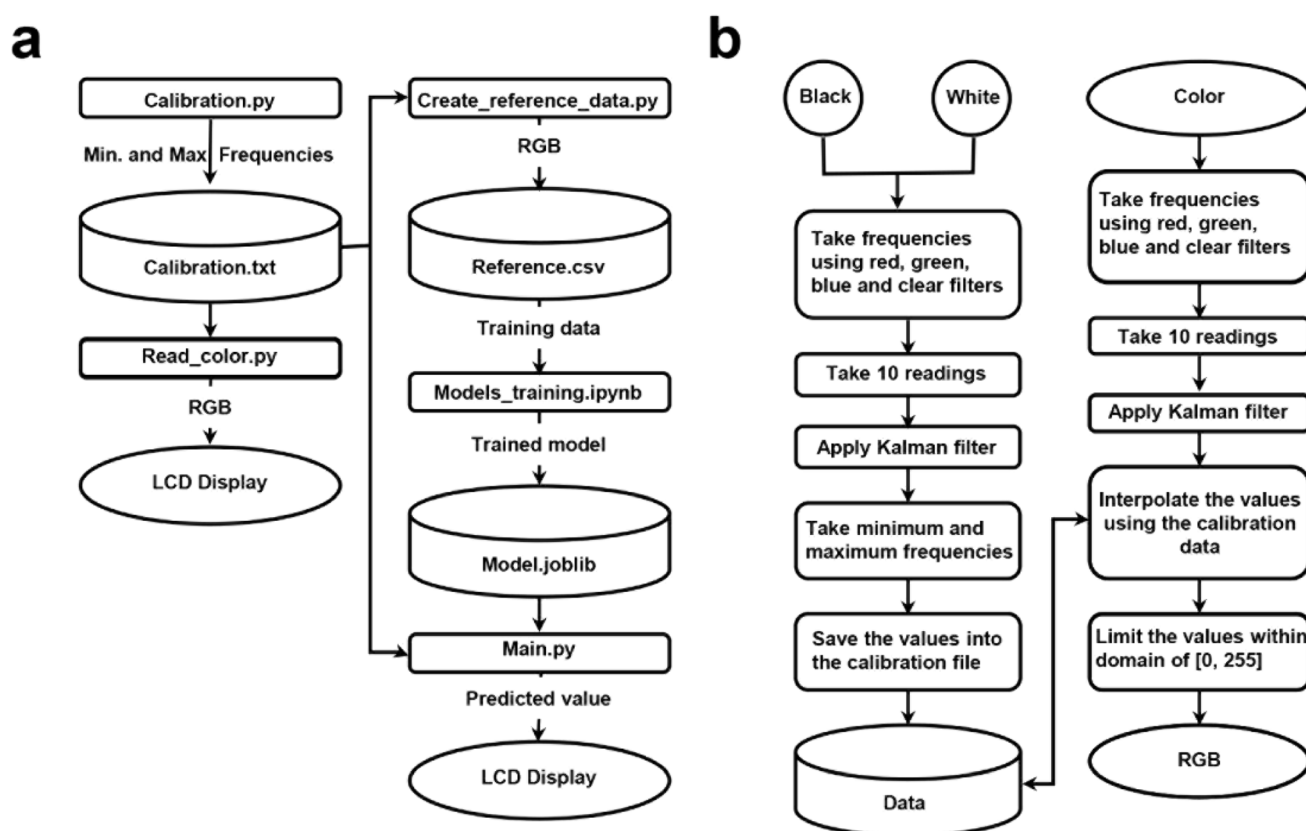 a
Calibration.py
Min. and Max. Frequencies
Calibration.txt
Read_color.py
RGB
LCD Display
Create_reference_data.py
RGB
Reference.csv
Training data
Models_training.ipynb
Trained model
Model.joblib
Main.py
Predicted value
LCD Display
b
Black
White
Take frequencies
using red, green,
blue and clear filters
Take 10 readings
Apply Kalman filter
Take minimum and
maximum frequencies
Save the values into
the calibration file
Data
Color
Take frequencies
using red, green,
blue and clear filters
Take 10 readings
Apply Kalman filter
Interpolate the values
using the calibration
data
Limit the values within
domain of [0, 255]
RGB